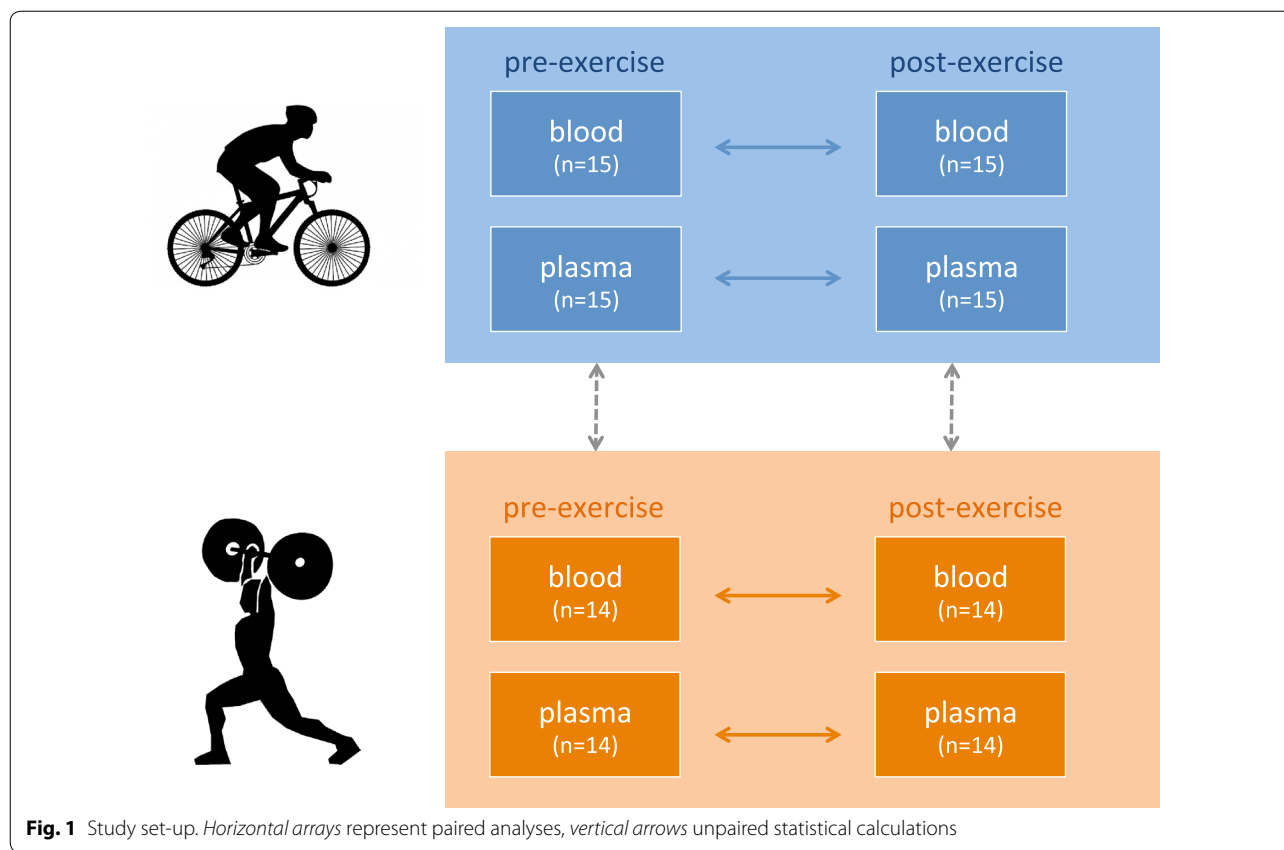 pre-exercise post-exercise
blood blood
(n=15) (n=15)
plasma plasma
(n=15) (n=15)
pre-exercise post-exercise
blood blood
(n=14) (n=14)
plasma plasma
(n=14) (n=14)
Fig. 1 Study set-up. Horizontal arrays represent paired analyses, vertical arrows unpaired statistical calculations